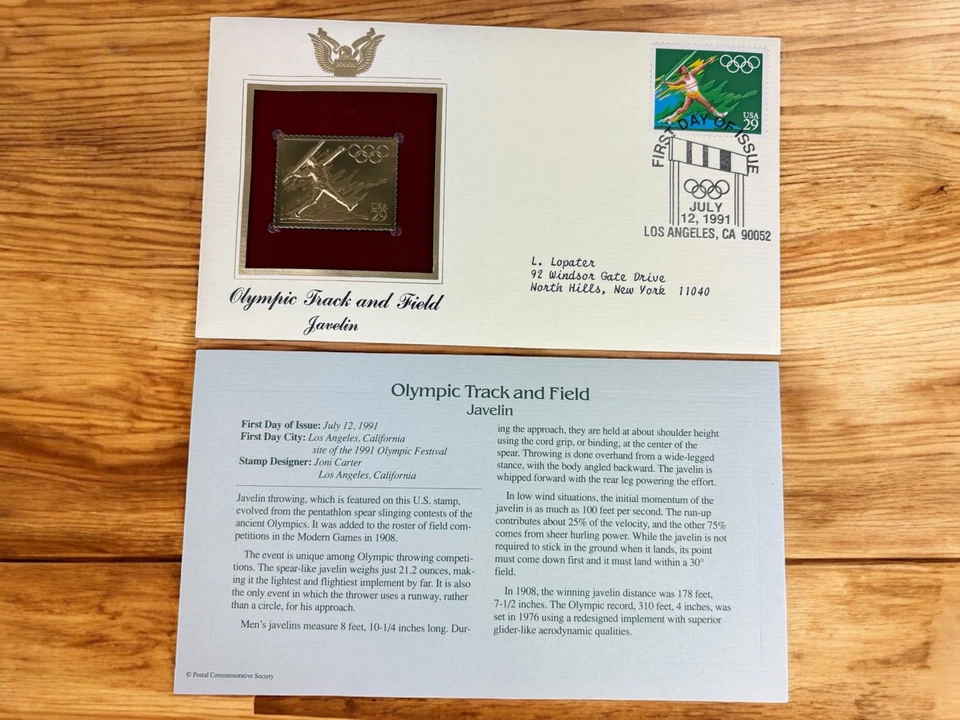 USA
29
USA
29
FIRST DAY OF ISSUE
JULY
12, 1991
LOS ANGELES, CA 90052
L. Lopater
92 Windsor Gate Drive
North Hills, New York 11040
Olympic Track and Field
Javelin
Olympic Track and Field
Javelin
First Day of Issue: July 12, 1991
First Day City: Los Angeles, California
site of the 1991 Olympic Festival
Stamp Designer: Joni Carter
Los Angeles, California
Javelin throwing, which is featured on this U.S. stamp,
evolved from the pentathlon spear slinging contests of the
ancient Olympics. It was added to the roster of field com-
petitions in the Modern Games in 1908.
The event is unique among Olympic throwing competi-
tions. The spear-like javelin weighs just 21.2 ounces, mak-
ing it the lightest and flightiest implement by far. It is also
the only event in which the thrower uses a runway, rather
than a circle, for his approach.
Men's javelins measure 8 feet, 10-1/4 inches long. Dur-
ing the approach, they are held at about shoulder height
using the cord grip, or binding, at the center of the
spear. Throwing is done overhand from a wide-legged
stance, with the body angled backward. The javelin is
whipped forward with the rear leg powering the effort.
In low wind situations, the initial momentum of the
javelin is as much as 100 feet per second. The run-up
contributes about 25% of the velocity, and the other 75%
comes from sheer hurling power. While the javelin is not
required to stick in the ground when it lands, its point
must come down first and it must land within a 30°
field.
In 1908, the winning javelin distance was 178 feet,
7-1/2 inches. The Olympic record, 310 feet, 4 inches, was
set in 1976 using a redesigned implement with superior
glider-like aerodynamic qualities.
© Postal Commemorative Society